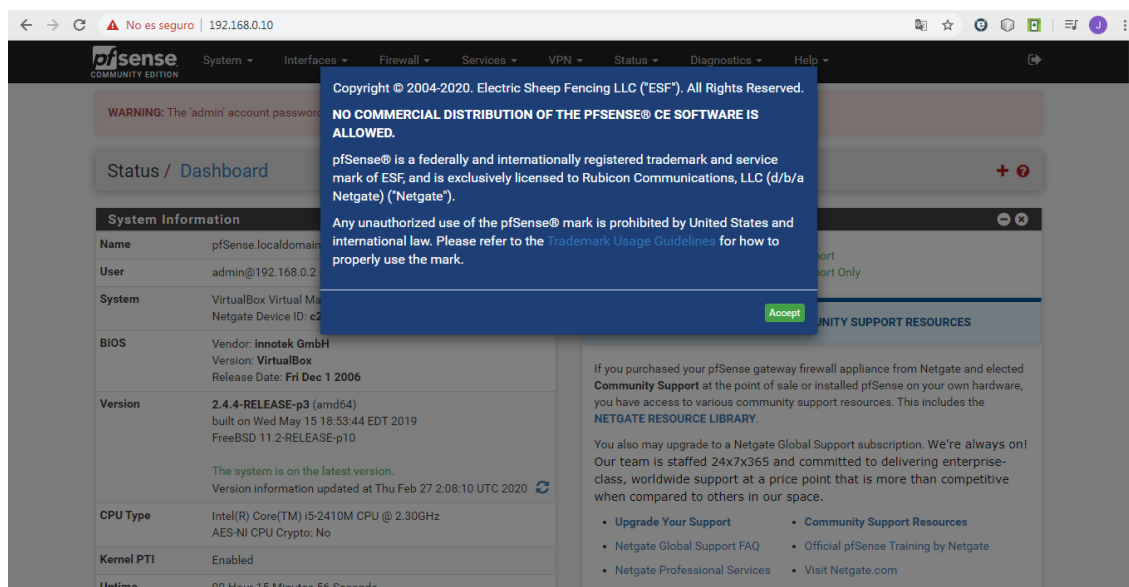 No es seguro | 192.168.0.10
J
pfsense
COMMUNITY EDITION
System Interfaces Firewall Services VPN Status Diagnostics Help
WARNING: The 'admin' account password
Copyright © 2004-2020. Electric Sheep Fencing LLC ("ESF"). All Rights Reserved.
NO COMMERCIAL DISTRIBUTION OF THE PFSENSE® CE SOFTWARE IS
ALLOWED.
pfSense® is a federally and internationally registered trademark and service
mark of ESF, and is exclusively licensed to Rubicon Communications, LLC (d/b/a
Netgate) ("Netgate").
Any unauthorized use of the pfSense® mark is prohibited by United States and
international law. Please refer to the Trademark Usage Guidelines for how to
properly use the mark.
Accept
Status / Dashboard
System Information
Name pfSense.localdomain
User admin@192.168.0.2
System VirtualBox Virtual Ma
Netgate Device ID: c2
BIOS Vendor: innotek GmbH
Version: VirtualBox
Release Date: Fri Dec 1 2006
Version 2.4.4-RELEASE-p3 (amd64)
built on Wed May 15 18:53:44 EDT 2019
FreeBSD 11.2-RELEASE-p10
The system is on the latest version.
Version information updated at Thu Feb 27 2:08:10 UTC 2020
CPU Type Intel(R) Core(TM) i5-2410M CPU @ 2.30GHz
AES-NI CPU Crypto: No
Kernel PTI Enabled
Uptime 00 Hour 15 Minutes 56 Seconds
port
port Only
UNITY SUPPORT RESOURCES
If you purchased your pfSense gateway firewall appliance from Netgate and elected
Community Support at the point of sale or installed pfSense on your own hardware,
you have access to various community support resources. This includes the
NETGATE RESOURCE LIBRARY.
You also may upgrade to a Netgate Global Support subscription. We're always on!
Our team is staffed 24x7x365 and committed to delivering enterprise-
class, worldwide support at a price point that is more than competitive
when compared to others in our space.
Upgrade Your Support
Community Support Resources
Netgate Global Support FAQ
Official pfSense Training by Netgate
Netgate Professional Services
Visit Netgate.com